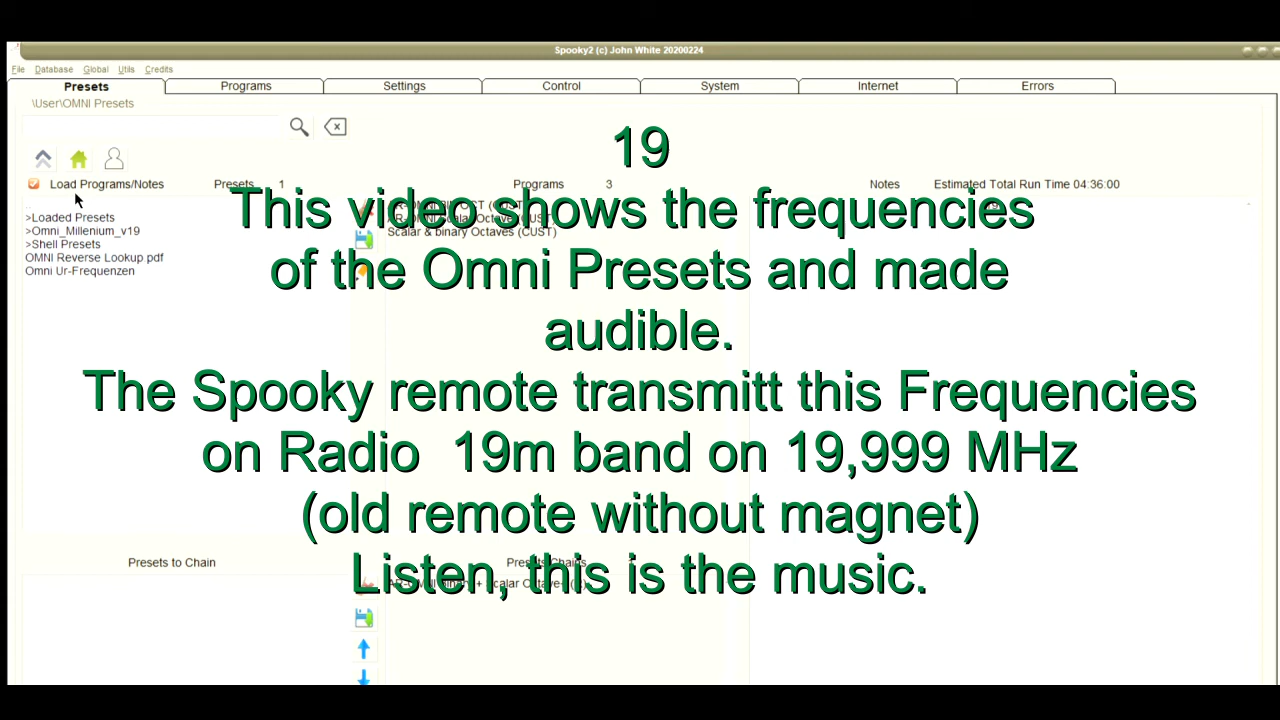 Spooky2 (c) John White 20200224
File Database Global Utils Credits
Presets Programs Settings Control System Internet Errors
\User\OMNI Presets
19
Load Programs/Notes Presets 1 Programs 3 Notes Estimated Total Run Time 04:36:00
This video shows the frequencies
>Loaded Presets
>Omni_Millenium_v19
Scalar & binary Octaves (CUST)
>Shell Presets
OMNI Reverse Lookup pdf
Omni Ur-Frequenzen
of the Omni Presets and made
audible.
The Spooky remote transmitt this Frequencies
on Radio 19m band on 19,999 MHz
(old remote without magnet)
Presets to Chain Presets Chains
Listen, this is the music.